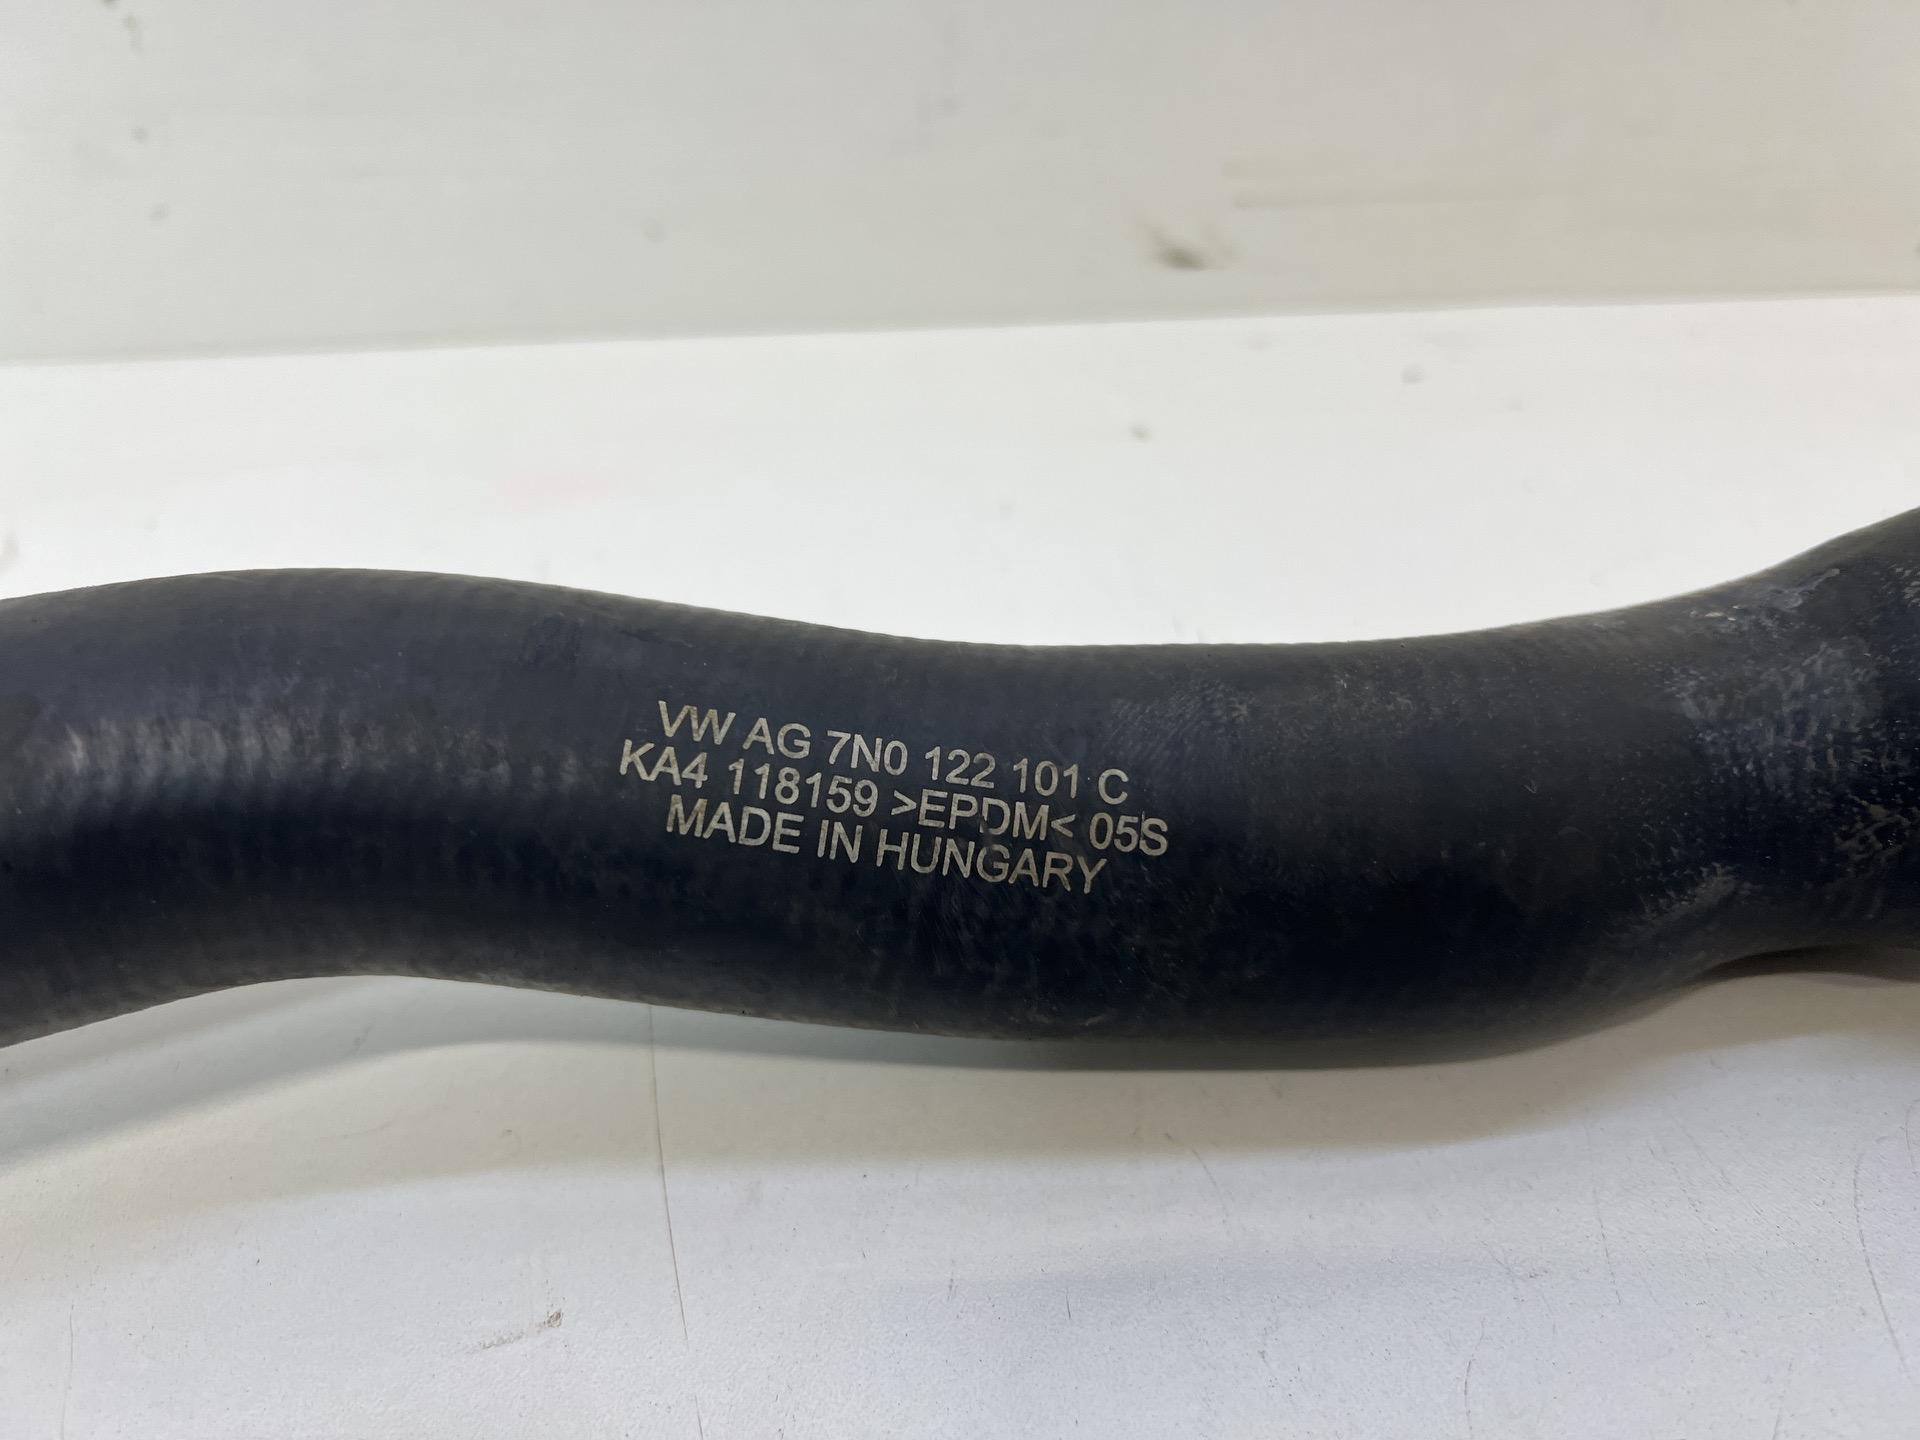 VW AG 7N0 122 101 C
KA4 118159 >EPDM< 05S
MADE IN HUNGARY